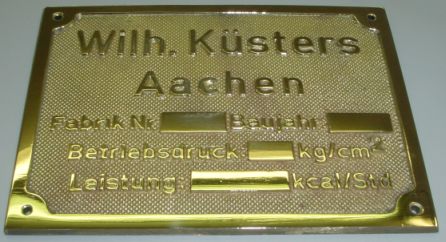 Wilh. Küsters
Aachen
Fabrik Nr. Baujahr:
Betriebsdruck: kg/cm²
Leistung: kcal/Std